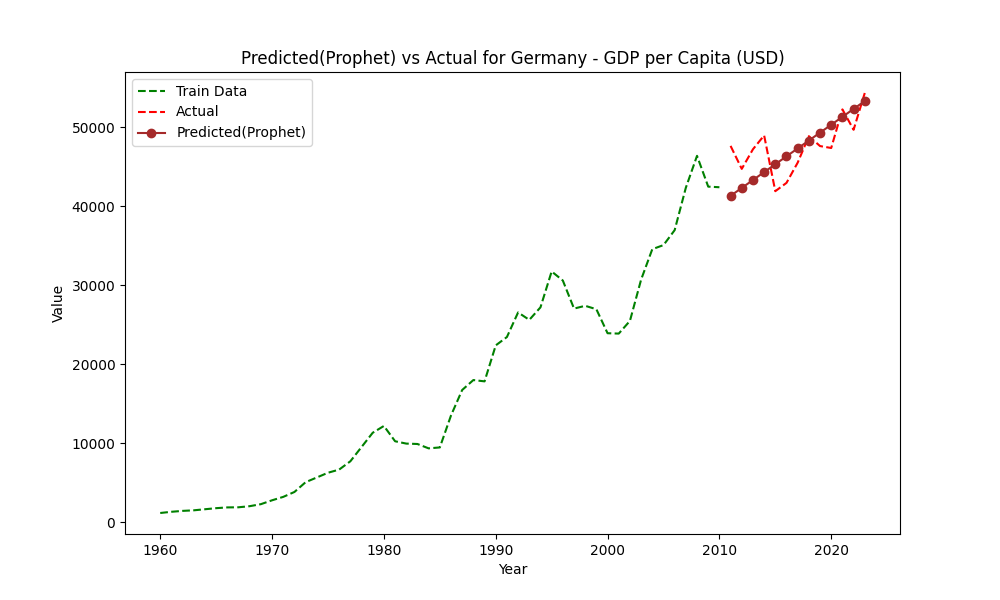 Predicted(Prophet) vs Actual for Germany - GDP per Capita (USD)
Train Data
Actual
Predicted(Prophet)
Value
50000
40000
30000
20000
10000
0
1960
1970
1980
1990
2000
2010
2020
Year